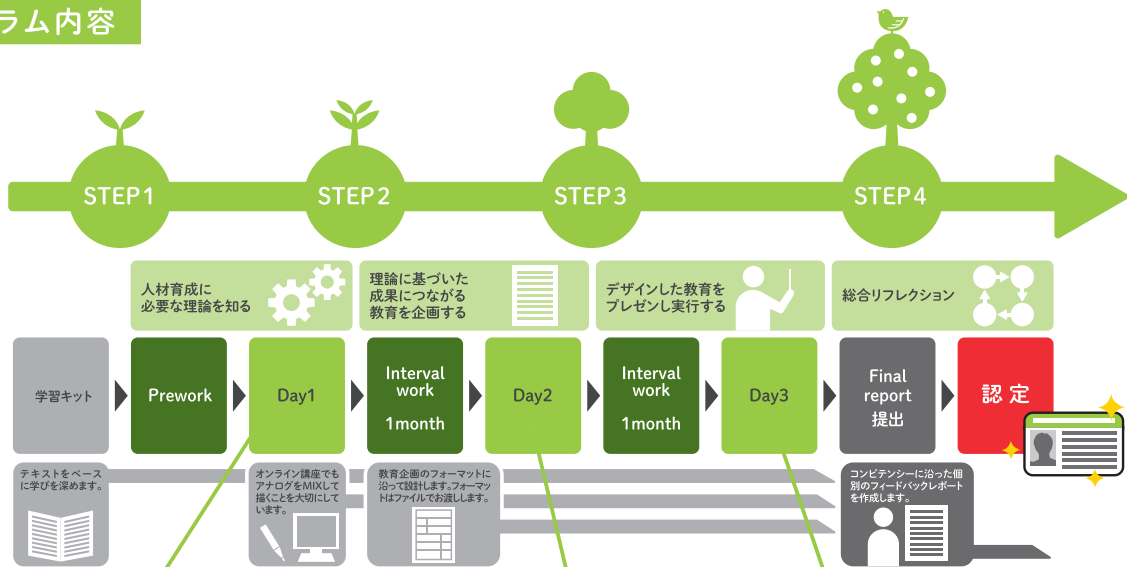 ラム内容
STEP1
STEP2
STEP3
STEP4
人材育成に
必要な理論を知る
理論に基づいた
成果につながる
教育を企画する
デザインした教育を
プレゼンし実行する
総合リフレクション
学習キット
Prework
Day1
Interval
work
1month
Day2
Interval
work
1month
Day3
Final
report
提出
認定
テキストをベース
に学びを深めます。
オンライン講座でも
アナログをMIXして
描くことを大切にして
います。
教育企画のフォーマットに
沿って設計します。フォーマッ
トはファイルでお渡しします。
コンピテンシーに沿った個
別のフィードバックレポート
を作成します。